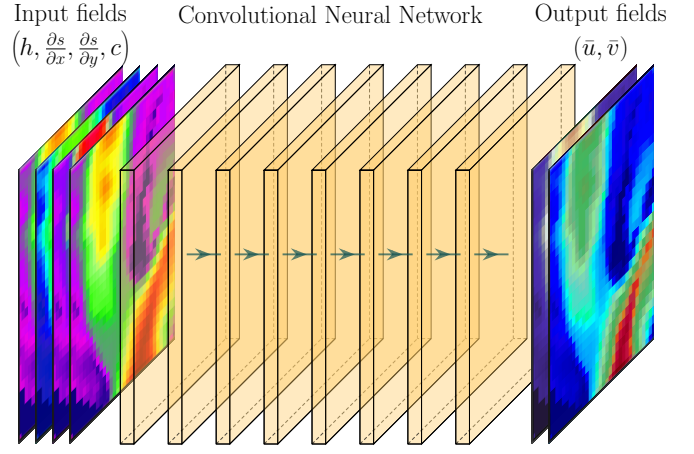 Input fields
(h, ∂s/∂x, ∂s/∂y, c)
Convolutional Neural Network
Output fields
(ū, v̄)